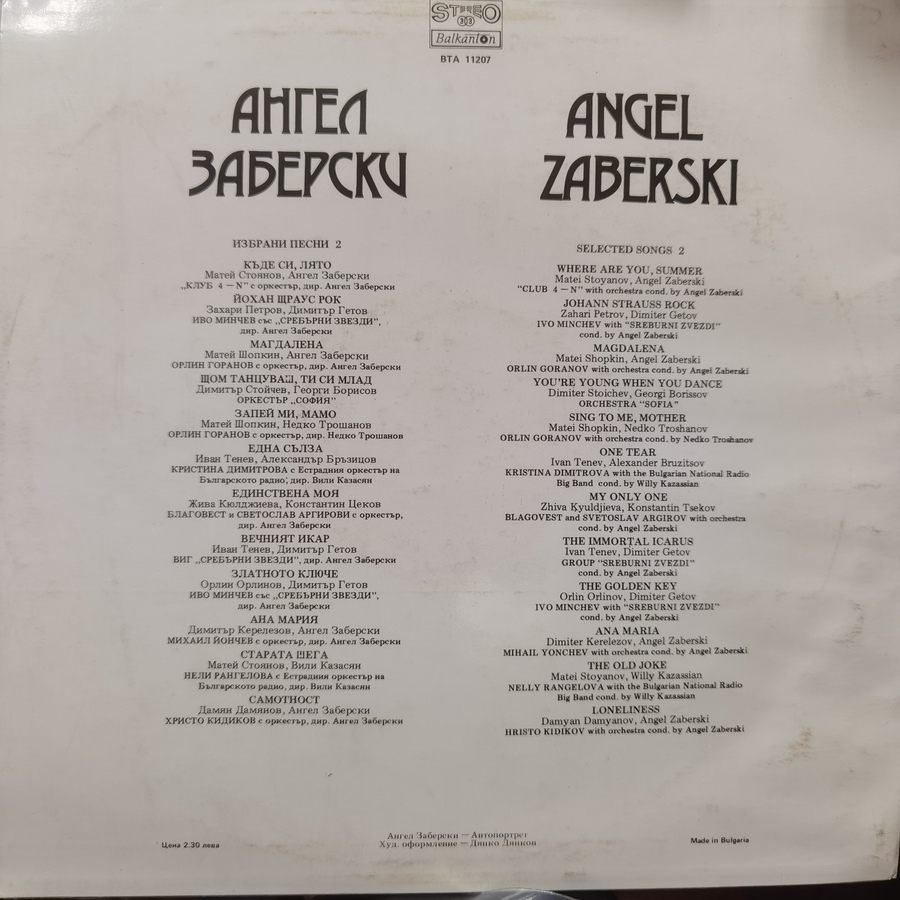 STEREO
33
Balkanton
BTA 11207
АНГЕЛ
ЗАБЕРСКИ
ИЗБРАНИ ПЕСНИ 2
КЪДЕ СИ, ЛЯТО
Матей Стоянов, Ангел Заберски
„КЛУБ 4 — N" с оркестър, дир. Ангел Заберски
ЙОХАН ЩРАУС РОК
Захари Петров, Димитър Гетов
ИВО МИНЧЕВ със „СРЕБЪРНИ ЗВЕЗДИ",
дир. Ангел Заберски
МАГДАЛЕНА
Матей Шопкин, Ангел Заберски
ОРЛИН ГОРАНОВ с оркестър, дир. Ангел Заберски
ЩОМ ТАНЦУВАШ, ТИ СИ МЛАД
Димитър Стойчев, Георги Борисов
ОРКЕСТЪР „СОФИЯ"
ЗАПЕЙ МИ, МАМО
Матей Шопкин, Недко Трошанов
ОРЛИН ГОРАНОВ с оркестър, дир. Недко Трошанов
ЕДНА СЪЛЗА
Иван Тенев, Александър Бръзицов
КРИСТИНА ДИМИТРОВА с Естрадния оркестър на
Българското радио, дир. Вили Казасян
ЕДИНСТВЕНА МОЯ
Жива Кюлджиева, Константин Цеков
БЛАГОВЕСТ и СВЕТОСЛАВ АРГИРОВИ с оркестър,
дир. Ангел Заберски
ВЕЧНИЯТ ИКАР
Иван Тенев, Димитър Гетов
ВИГ „СРЕБЪРНИ ЗВЕЗДИ", дир. Ангел Заберски
ЗЛАТНОТО КЛЮЧЕ
Орлин Орлинов, Димитър Гетов
ИВО МИНЧЕВ със „СРЕБЪРНИ ЗВЕЗДИ",
дир. Ангел Заберски
АНА МАРИЯ
Димитър Керелезов, Ангел Заберски
МИХАИЛ ЙОНЧЕВ с оркестър, дир. Ангел Заберски
СТАРАТА ШЕГА
Матей Стоянов, Вили Казасян
НЕЛИ РАНГЕЛОВА с Естрадния оркестър на
Българското радио, дир. Вили Казасян
САМОТНОСТ
Дамян Дамянов, Ангел Заберски
ХРИСТО КИДИКОВ с оркестър, дир. Ангел Заберски
ANGEL
ZABERSKI
SELECTED SONGS 2
WHERE ARE YOU, SUMMER
Matei Stoyanov, Angel Zaberski
"CLUB 4 — N" with orchestra cond. by Angel Zaberski
JOHANN STRAUSS ROCK
Zahari Petrov, Dimiter Getov
IVO MINCHEV with "SREBURNI ZVEZDI"
cond. by Angel Zaberski
MAGDALENA
Matei Shopkin, Angel Zaberski
ORLIN GORANOV with orchestra cond. by Angel Zaberski
YOU'RE YOUNG WHEN YOU DANCE
Dimiter Stoichev, Georgi Borissov
ORCHESTRA "SOFIA"
SING TO ME, MOTHER
Matei Shopkin, Nedko Troshanov
ORLIN GORANOV with orchestra cond. by Nedko Troshanov
ONE TEAR
Ivan Tenev, Alexander Bruzitsov
KRISTINA DIMITROVA with the Bulgarian National Radio
Big Band cond. by Willy Kazassian
MY ONLY ONE
Zhiva Kyuldjieva, Konstantin Tsekov
BLAGOVEST and SVETOSLAV ARGIROV with orchestra
cond. by Angel Zaberski
THE IMMORTAL ICARUS
Ivan Tenev, Dimiter Getov
GROUP "SREBURNI ZVEZDI"
cond. by Angel Zaberski
THE GOLDEN KEY
Orlin Orlinov, Dimiter Getov
IVO MINCHEV with "SREBURNI ZVEZDI"
cond. by Angel Zaberski
ANA MARIA
Dimiter Kerelezov, Angel Zaberski
MIHAIL YONCHEV with orchestra cond. by Angel Zaberski
THE OLD JOKE
Matei Stoyanov, Willy Kazassian
NELLY RANGELOVA with the Bulgarian National Radio
Big Band cond. by Willy Kazassian
LONELINESS
Damyan Damyanov, Angel Zaberski
HRISTO KIDIKOV with orchestra cond. by Angel Zaberski
Цена 2.30 лева
Ангел Заберски — Автопортрет
Худ. оформление — Дянко Дянков
Made in Bulgaria